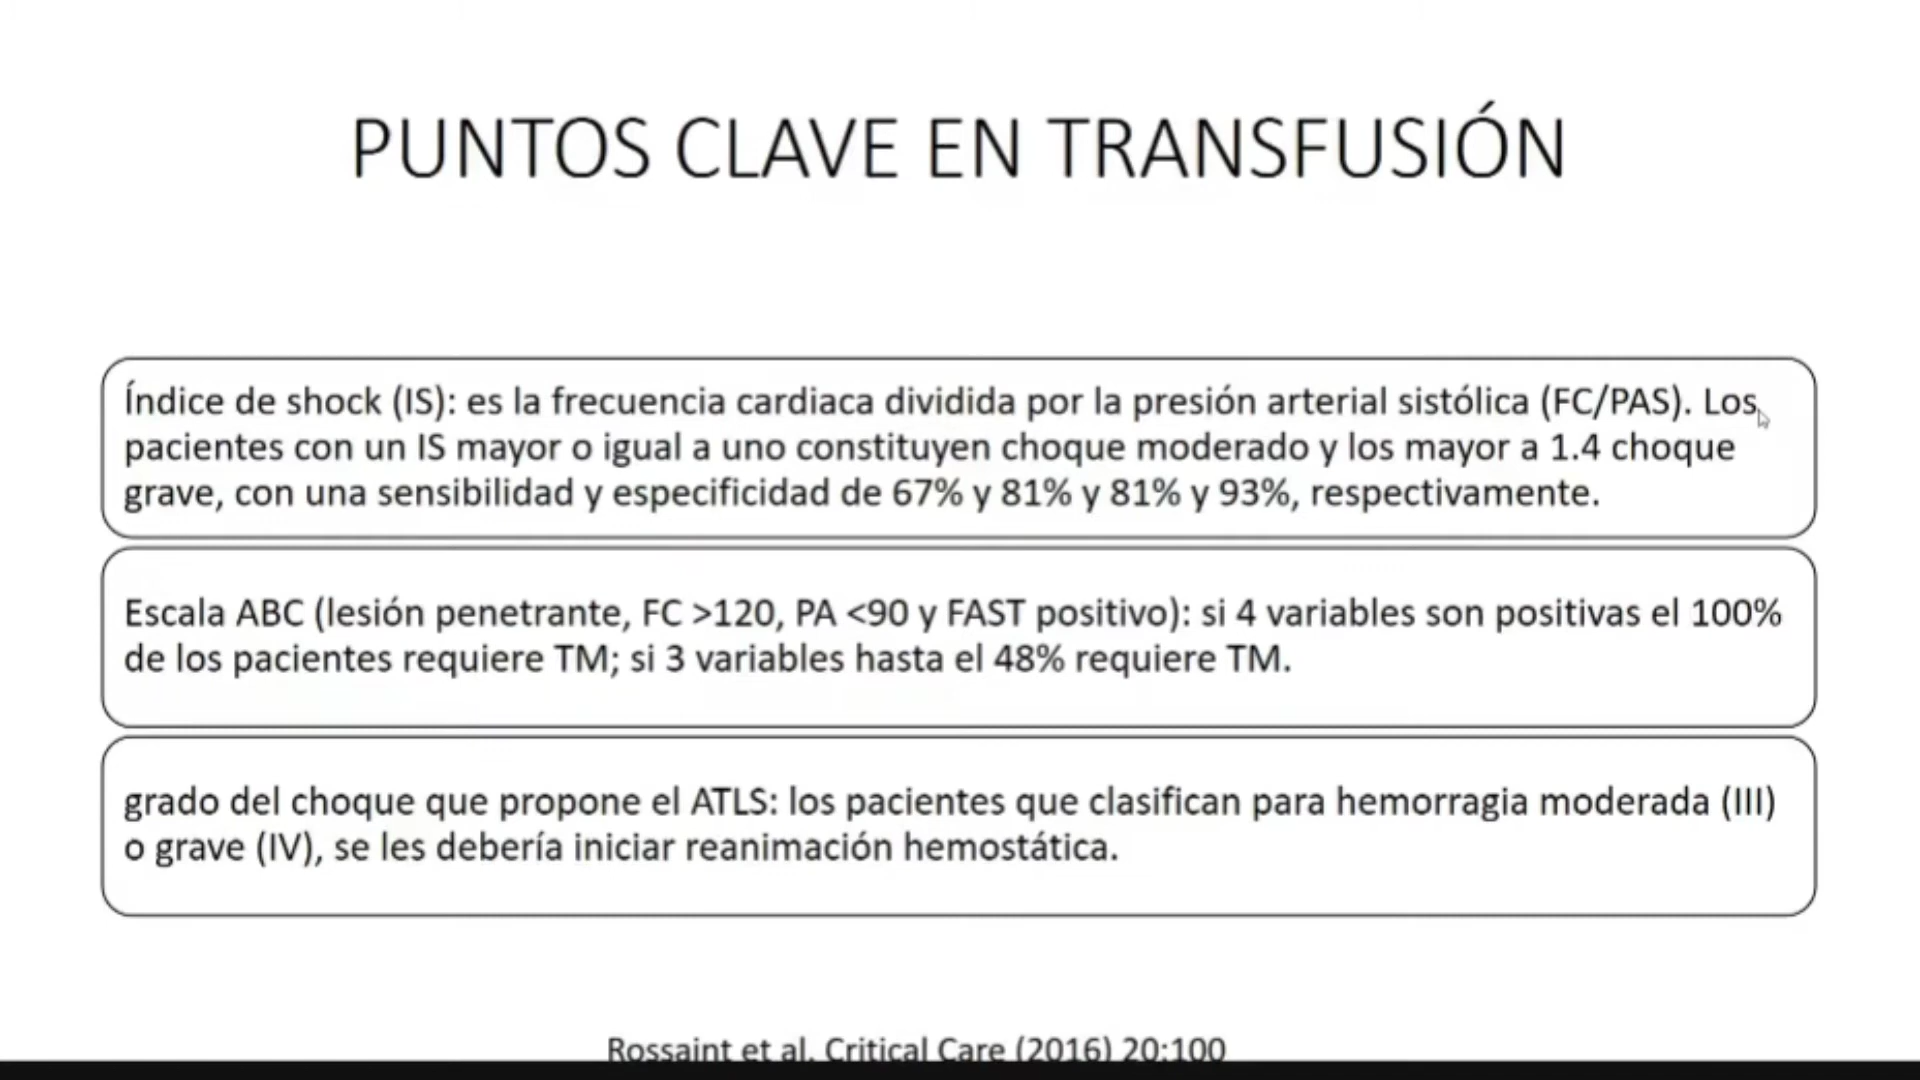 PUNTOS CLAVE EN TRANSFUSIÓN
Índice de shock (IS): es la frecuencia cardiaca dividida por la presión arterial sistólica (FC/PAS). Los
pacientes con un IS mayor o igual a uno constituyen choque moderado y los mayor a 1.4 choque
grave, con una sensibilidad y especificidad de 67% y 81% y 81% y 93%, respectivamente.
Escala ABC (lesión penetrante, FC >120, PA <90 y FAST positivo): si 4 variables son positivas el 100%
de los pacientes requiere TM; si 3 variables hasta el 48% requiere TM.
grado del choque que propone el ATLS: los pacientes que clasifican para hemorragia moderada (III)
o grave (IV), se les debería iniciar reanimación hemostática.
Rossaint et al. Critical Care (2016) 20:100